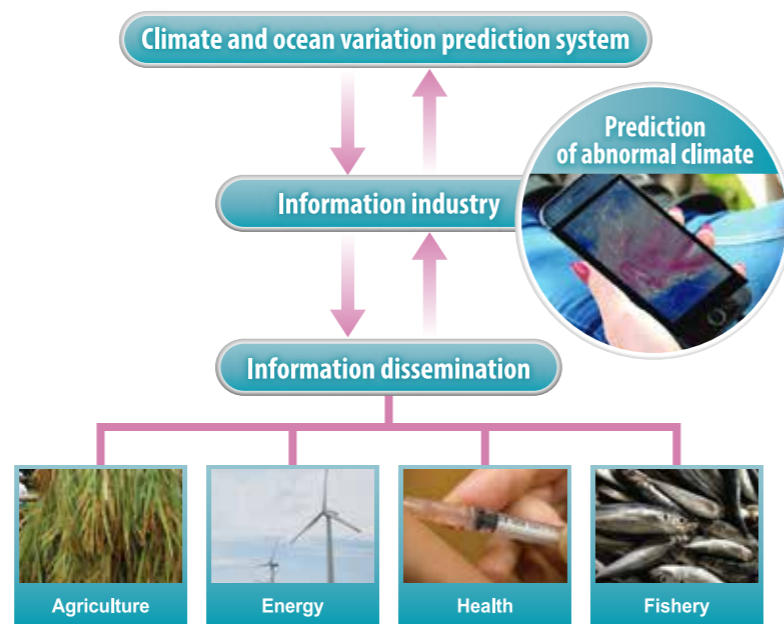 Climate and ocean variation prediction system
Prediction
of abnormal climate
Information industry
Information dissemination
Agriculture
Energy
Health
Fishery